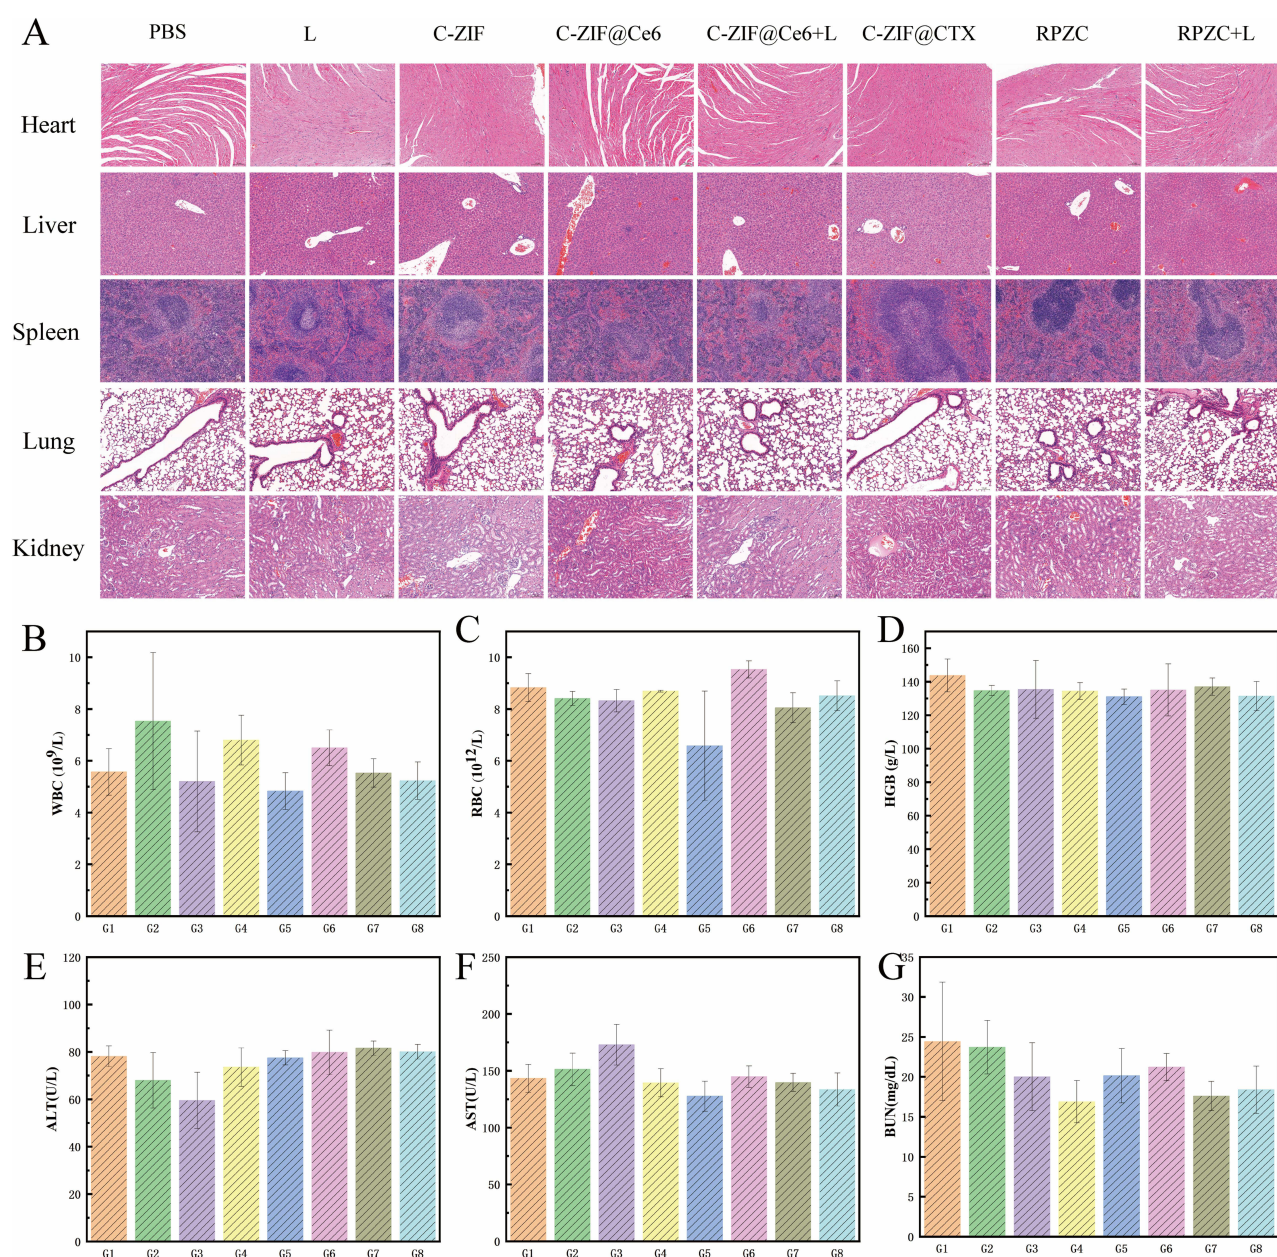 A
PBS L C-ZIF C-ZIF@Ce6 C-ZIF@Ce6+L C-ZIF@CTX RPZC RPZC+L
Heart
Liver
Spleen
Lung
Kidney
B
WBC (10⁹/L)
10
8
6
4
2
0
G1 G2 G3 G4 G5 G6 G7 G8
C
RBC (10¹²/L)
10
8
6
4
2
0
G1 G2 G3 G4 G5 G6 G7 G8
D
HGB (g/L)
160
140
120
100
80
60
40
20
0
G1 G2 G3 G4 G5 G6 G7 G8
E
ALT(U/L)
120
100
80
60
40
20
0
G1 G2 G3 G4 G5 G6 G7 G8
F
AST(U/L)
250
200
150
100
50
0
G1 G2 G3 G4 G5 G6 G7 G8
G
BUN(mg/dL)
35
30
25
20
15
10
5
0
G1 G2 G3 G4 G5 G6 G7 G8